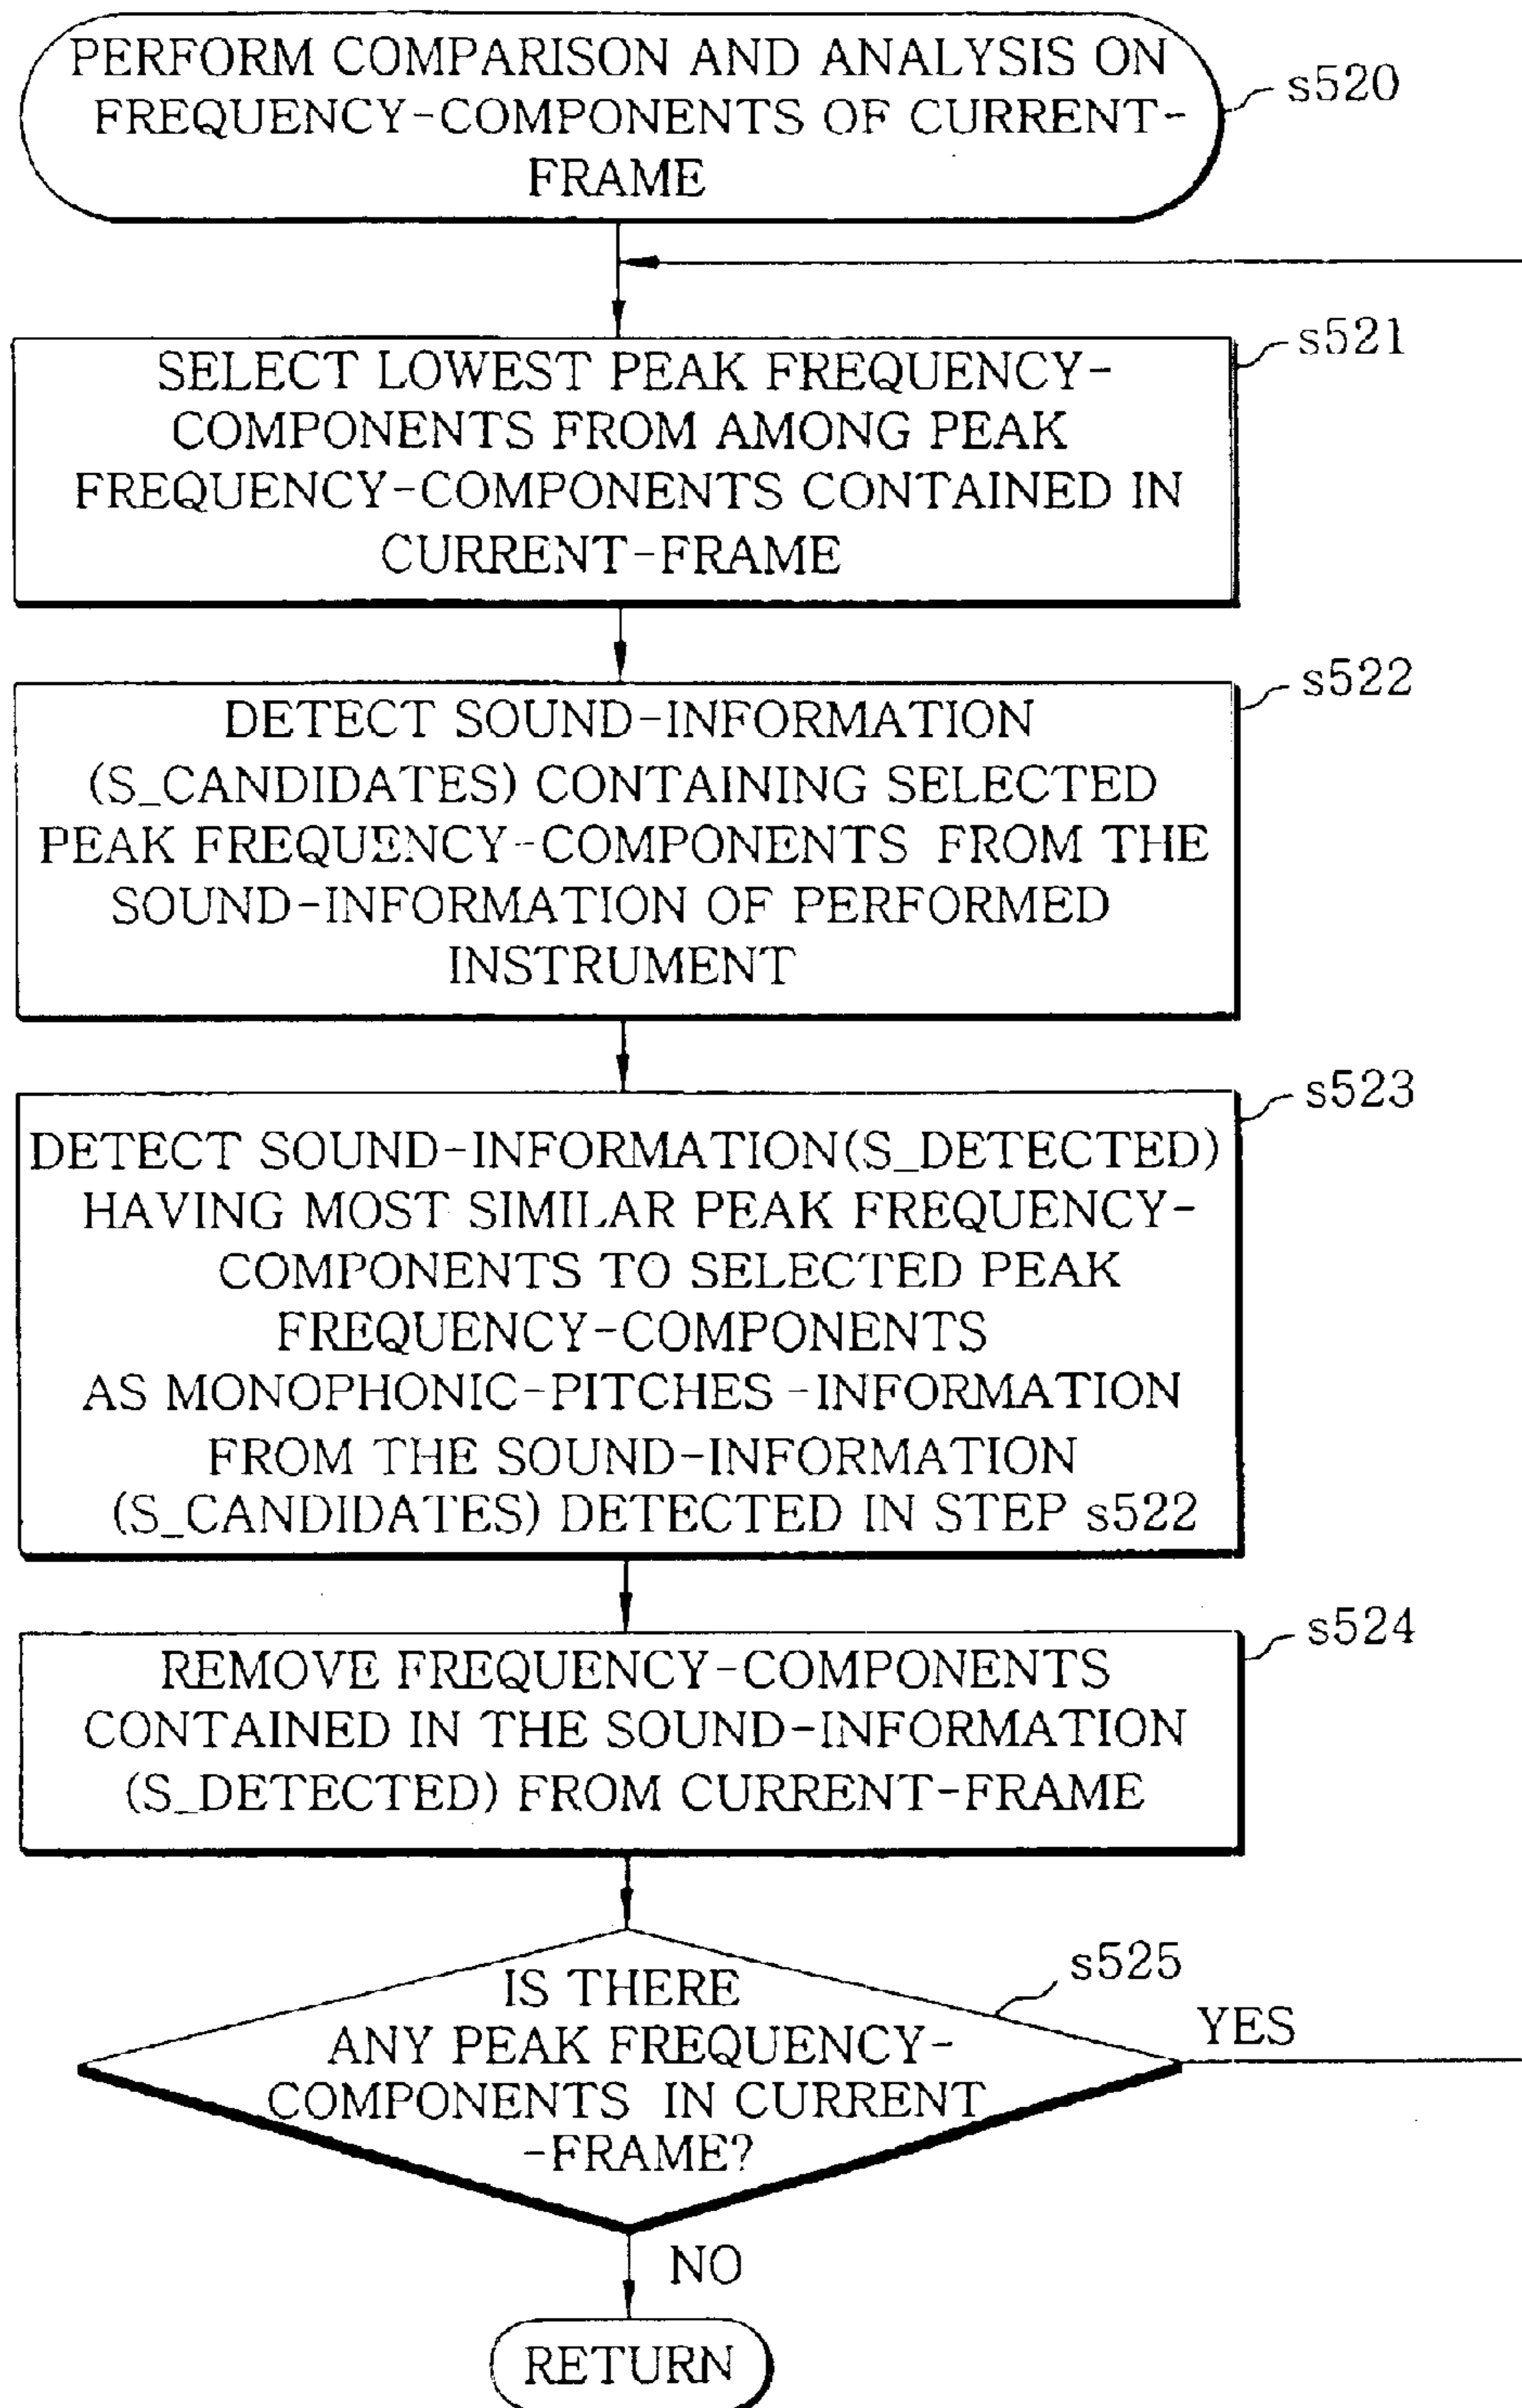 PERFORM COMPARISON AND ANALYSIS ON
FREQUENCY-COMPONENTS OF CURRENT-
FRAME
s520
s521
SELECT LOWEST PEAK FREQUENCY-
COMPONENTS FROM AMONG PEAK
FREQUENCY-COMPONENTS CONTAINED IN
CURRENT-FRAME
s522
DETECT SOUND-INFORMATION
(S_CANDIDATES) CONTAINING SELECTED
PEAK FREQUENCY-COMPONENTS FROM THE
SOUND-INFORMATION OF PERFORMED
INSTRUMENT
s523
DETECT SOUND-INFORMATION(S_DETECTED)
HAVING MOST SIMILAR PEAK FREQUENCY-
COMPONENTS TO SELECTED PEAK
FREQUENCY-COMPONENTS
AS MONOPHONIC-PITCHES-INFORMATION
FROM THE SOUND-INFORMATION
(S_CANDIDATES) DETECTED IN STEP s522
s524
REMOVE FREQUENCY-COMPONENTS
CONTAINED IN THE SOUND-INFORMATION
(S_DETECTED) FROM CURRENT-FRAME
s525
IS THERE
ANY PEAK FREQUENCY-
COMPONENTS IN CURRENT
-FRAME?
YES
NO
RETURN